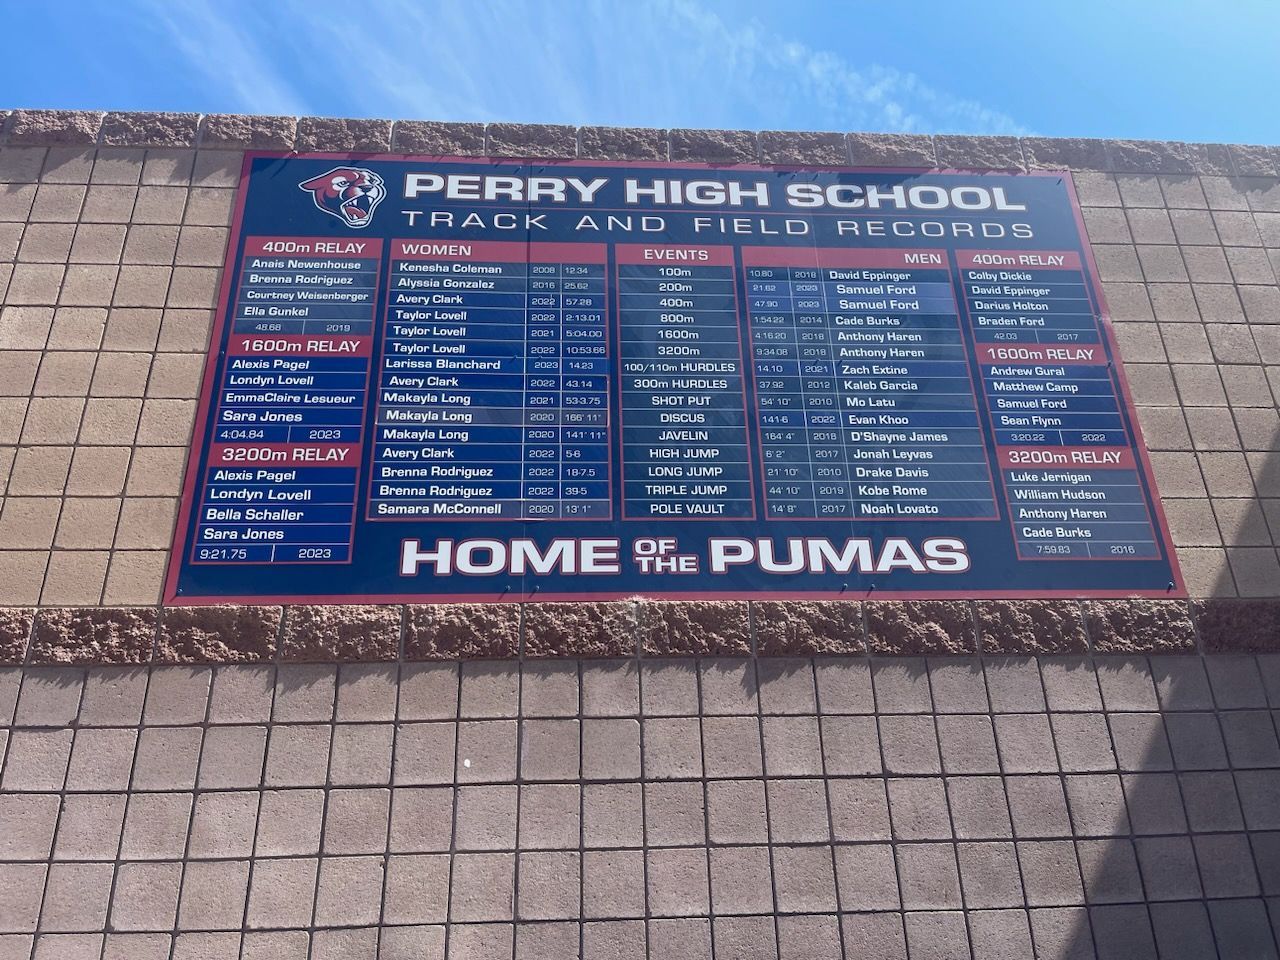 PERRY HIGH SCHOOL
TRACK AND FIELD RECORDS
400m RELAY
Anais Newenhouse
Brenna Rodriguez
Courtney Weisenberger
Ella Gunkel
48.68 2019
1600m RELAY
Alexis Pagel
Londyn Lovell
EmmaClaire Lesueur
Sara Jones
4:04.84 2023
3200m RELAY
Alexis Pagel
Londyn Lovell
Bella Schaller
Sara Jones
9:21.75 2023
WOMEN EVENTS MEN
Kenesha Coleman 2008 12.34 100m 10.80 2018 David Eppinger
Alyssia Gonzalez 2016 25.62 200m 21.62 2023 Samuel Ford
Avery Clark 2022 57.28 400m 47.90 2023 Samuel Ford
Taylor Lovell 2022 2:13.01 800m 1:54.22 2014 Cade Burks
Taylor Lovell 2021 5:04.00 1600m 4:16.20 2018 Anthony Haren
Taylor Lovell 2022 10:53.66 3200m 9:34.08 2018 Anthony Haren
Larissa Blanchard 2023 14.23 100/110m HURDLES 14.10 2021 Zach Extine
Avery Clark 2022 43.14 300m HURDLES 37.92 2012 Kaleb Garcia
Makayla Long 2021 53-3.75 SHOT PUT 54' 10" 2010 Mo Latu
Makayla Long 2020 166' 11" DISCUS 141-6 2022 Evan Khoo
Makayla Long 2020 141' 11" JAVELIN 164' 4" 2018 D'Shayne James
Avery Clark 2022 5-6 HIGH JUMP 6' 2" 2017 Jonah Leyvas
Brenna Rodriguez 2022 18-7.5 LONG JUMP 21' 10" 2010 Drake Davis
Brenna Rodriguez 2022 39-5 TRIPLE JUMP 44' 10" 2019 Kobe Rome
Samara McConnell 2020 13' 1" POLE VAULT 14' 8" 2017 Noah Lovato
400m RELAY
Colby Dickie
David Eppinger
Darius Holton
Braden Ford
42.03 2017
1600m RELAY
Andrew Gural
Matthew Camp
Samuel Ford
Sean Flynn
3:20.22 2022
3200m RELAY
Luke Jernigan
William Hudson
Anthony Haren
Cade Burks
7:59.83 2016
HOME OF THE PUMAS